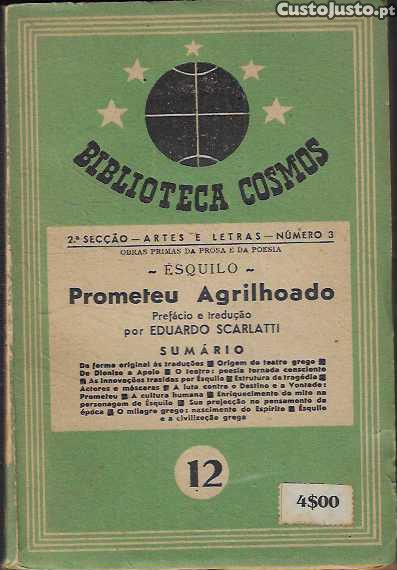 CustoJusto.pt
BIBLIOTECA COSMOS
2.ª SECÇÃO — ARTES E LETRAS — NÚMERO 3
OBRAS PRIMAS DA PROSA E DA POESIA
~ ÉSQUILO ~
Prometeu Agrilhoado
Prefácio e tradução
por EDUARDO SCARLATTI
SUMÁRIO
Da forma original às traduções ■ Origem do teatro grego ■
De Dioniso a Apolo ■ O teatro: poesia tornada consciente
■ As inovações trazidas por Ésquilo ■ Estrutura da tragédia ■
Actores e máscaras ■ A luta contra o Destino e a Vontade:
Prometeu ■ A cultura humana ■ Enriquecimento do mito na
personagem de Ésquilo ■ Sua projecção no pensamento da
época ■ O milagre grego: nascimento do Espírito ■ Ésquilo
e a civilização grega
12
4$00